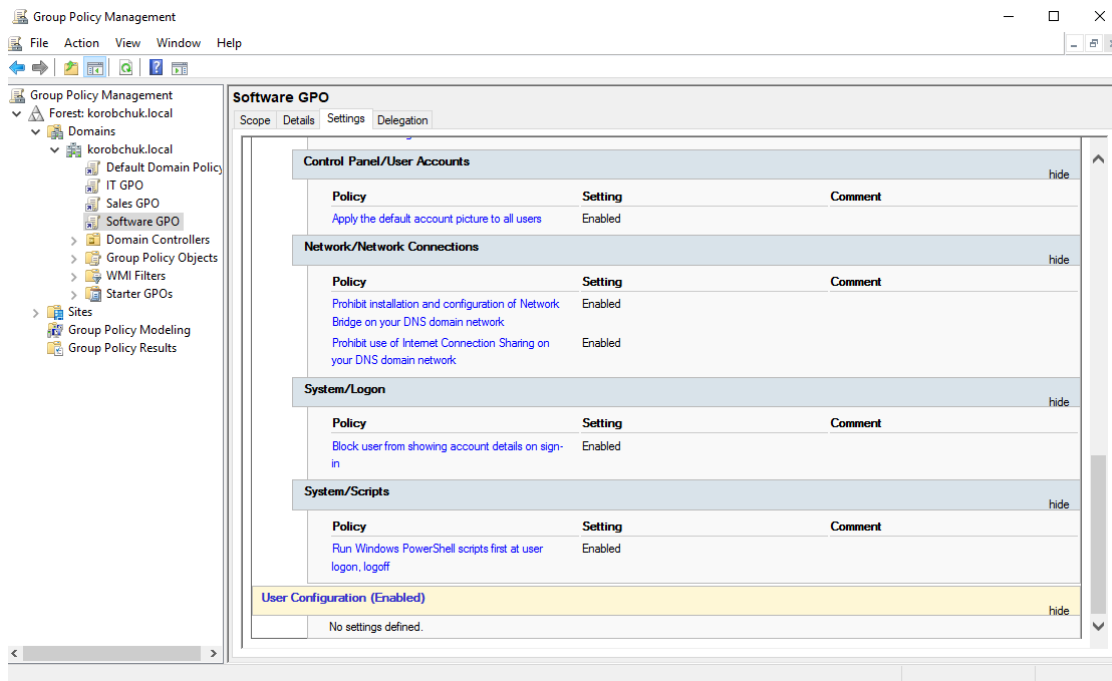 Group Policy Management
File Action View Window Help
Group Policy Management
Forest: korobchuk.local
Domains
korobchuk.local
Default Domain Policy
IT GPO
Sales GPO
Software GPO
Domain Controllers
Group Policy Objects
WMI Filters
Starter GPOs
Sites
Group Policy Modeling
Group Policy Results
Software GPO
Scope Details Settings Delegation
Control Panel/User Accounts
hide
Policy Setting Comment
Apply the default account picture to all users Enabled
Network/Network Connections
hide
Policy Setting Comment
Prohibit installation and configuration of Network Enabled
Bridge on your DNS domain network
Prohibit use of Internet Connection Sharing on Enabled
your DNS domain network
System/Logon
hide
Policy Setting Comment
Block user from showing account details on sign- Enabled
in
System/Scripts
hide
Policy Setting Comment
Run Windows PowerShell scripts first at user Enabled
logon, logoff
User Configuration (Enabled)
hide
No settings defined.